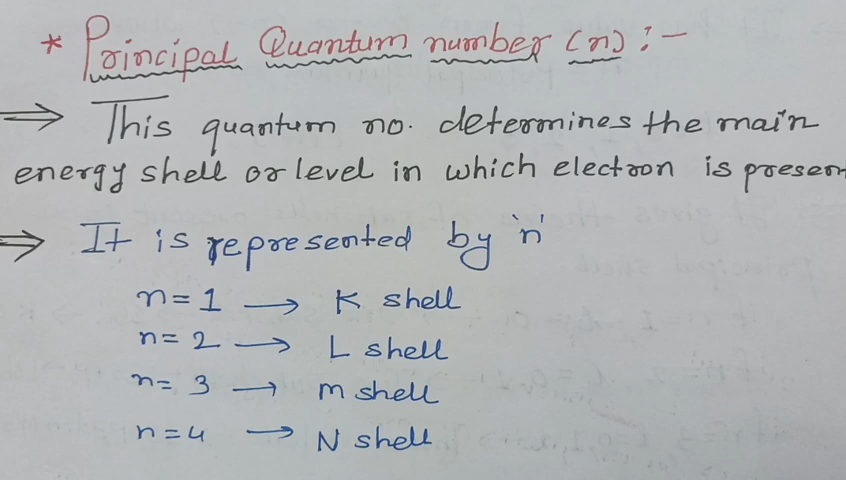 * Principal Quantum number (n) :-
⇒ This quantum no. determines the main
energy shell or level in which electron is presen
⇒ It is represented by 'n'
n = 1 → K shell
n = 2 → L shell
n = 3 → M shell
n = 4 → N shell